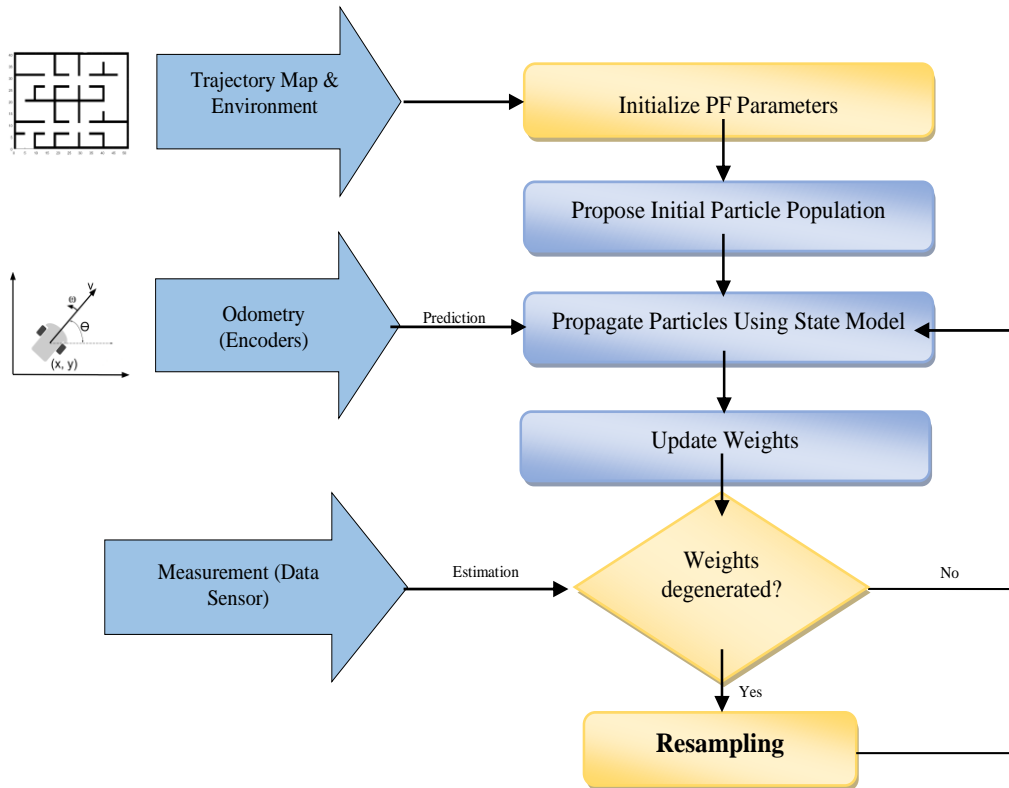 Trajectory Map &
Environment
Initialize PF Parameters
Propose Initial Particle Population
v
ω
Θ
(x, y)
Odometry
(Encoders)
Prediction
Propagate Particles Using State Model
Update Weights
Measurement (Data
Sensor)
Estimation
Weights
degenerated?
No
Yes
Resampling